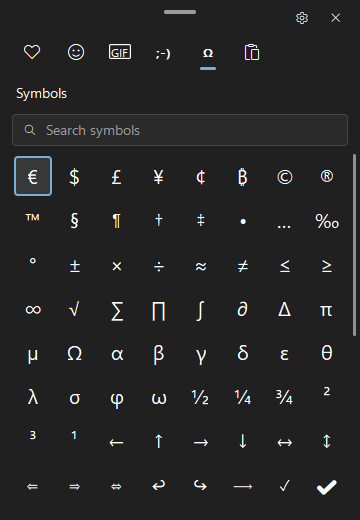 GIF ;-) Ω
Symbols
Search symbols
€ $ £ ¥ ¢ ₿ © ®
™ § ¶ † ‡ • … ‰
° ± × ÷ ≈ ≠ ≤ ≥
∞ √ ∑ ∏ ∫ ∂ Δ π
µ Ω α β γ δ ε θ
λ σ φ ω ½ ¼ ¾ ²
³ ¹ ← ↑ → ↓ ↔ ↕
⇐ ⇒ ⇔ ↩ ↪ ⟶ ✓ ✔